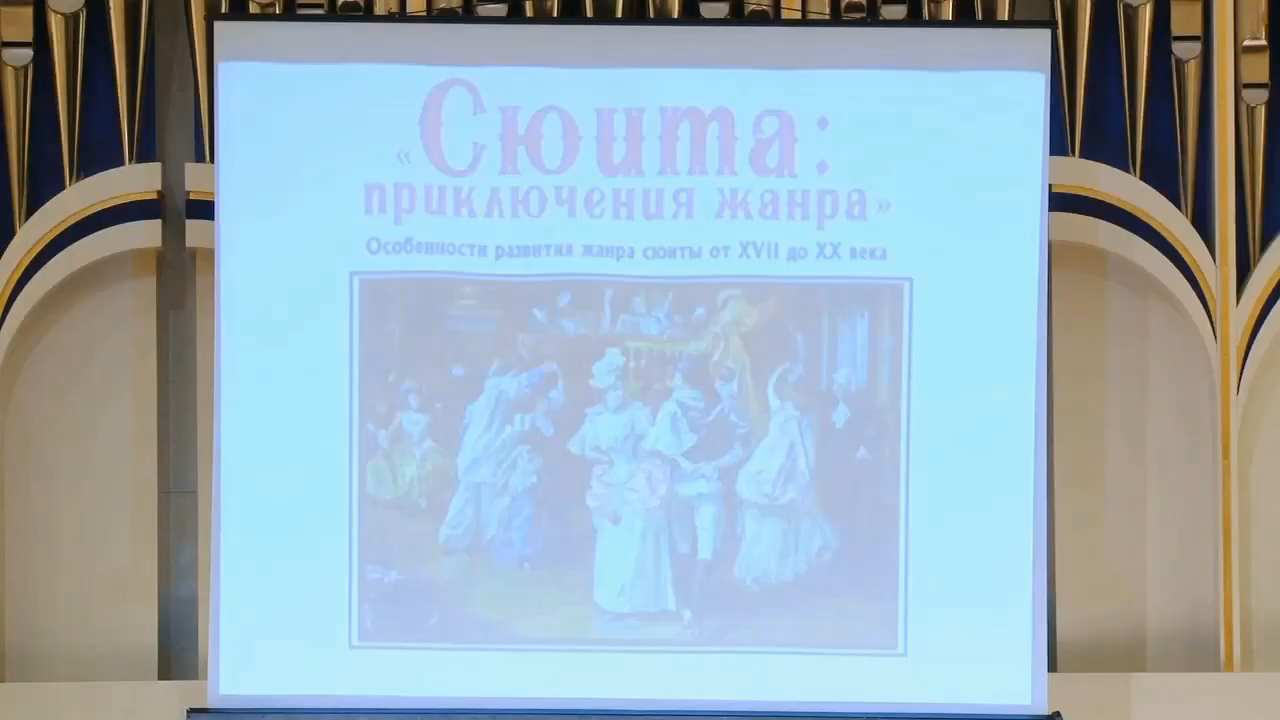 «Сюита:
приключения жанра»
Особенности развития жанра сюиты от XVII до XX века